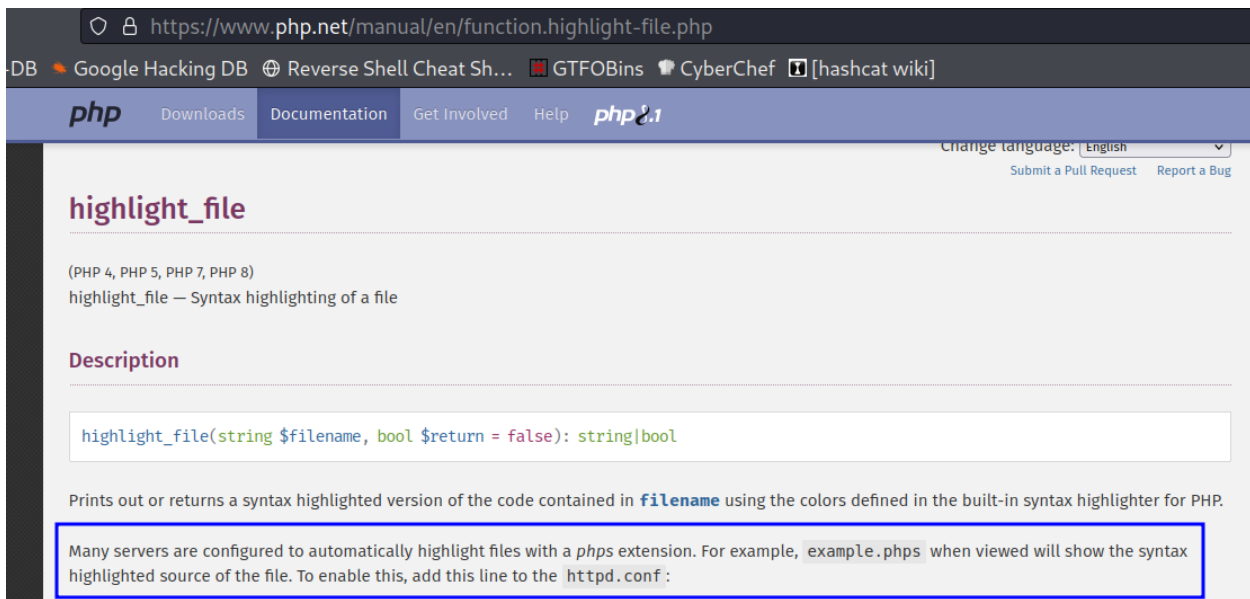 https://www.php.net/manual/en/function.highlight-file.php
-DB Google Hacking DB Reverse Shell Cheat Sh... GTFOBins CyberChef [hashcat wiki]
php Downloads Documentation Get Involved Help php8.1
Change language: English
Submit a Pull Request Report a Bug
highlight_file
(PHP 4, PHP 5, PHP 7, PHP 8)
highlight_file — Syntax highlighting of a file
Description
highlight_file(string $filename, bool $return = false): string|bool
Prints out or returns a syntax highlighted version of the code contained in filename using the colors defined in the built-in syntax highlighter for PHP.
Many servers are configured to automatically highlight files with a phps extension. For example, example.phps when viewed will show the syntax
highlighted source of the file. To enable this, add this line to the httpd.conf: